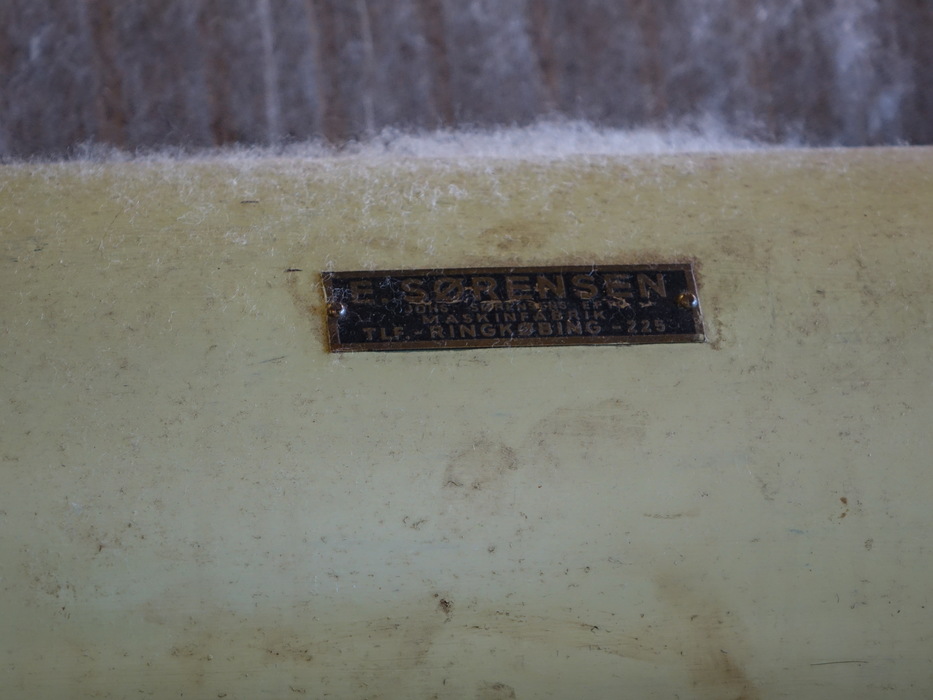 E. SØRENSEN
MASKINFABRIK
TLF. - RINGKØBING - 225